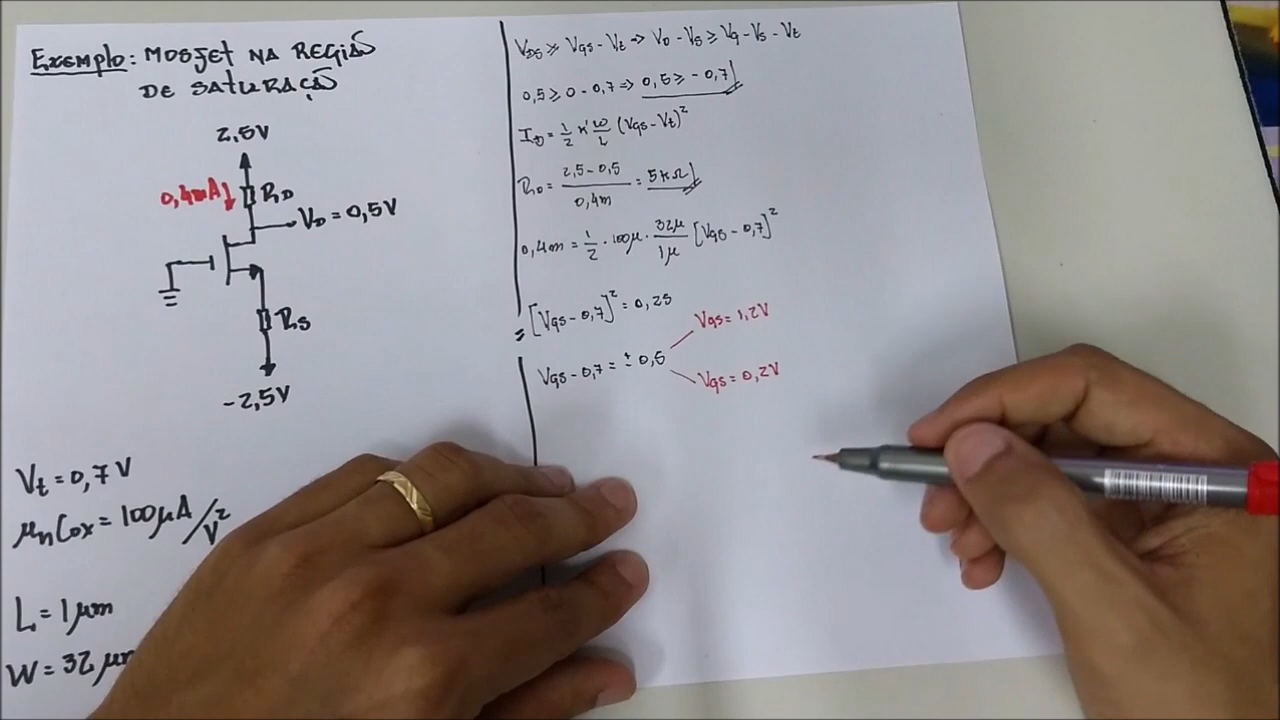 Exemplo: MOSFET NA REGIÃO
DE SATURAÇÃO
2,5V
0,4mA
RD
VD = 0,5V
RS
-2,5V
Vt = 0,7V
μnCox = 100μA/V²
L = 1μm
W = 32μm
VDS ≥ VGS - Vt → VD - VS ≥ VG - VS - Vt
0,5 ≥ 0 - 0,7 ⇒ 0,5 ≥ -0,7
ID = 1/2 K' W/L (VGS - Vt)²
RD = 2,5 - 0,5 / 0,4m = 5kΩ
0,4m = 1/2 · 100μ · 32μ/1μ [VGS - 0,7]²
[VGS - 0,7]² = 0,25
VGS - 0,7 = ± 0,5
VGS = 1,2V
VGS = 0,2V